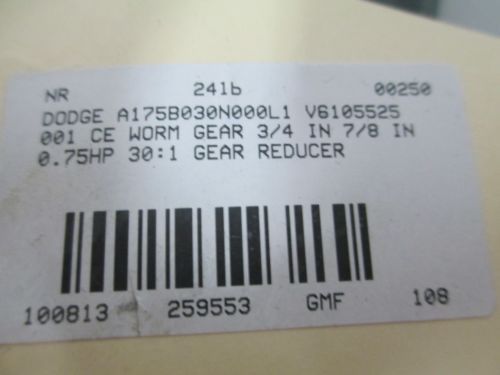 NR 241b 00250
DODGE A175B030N000L1 V6105525
001 CE WORM GEAR 3/4 IN 7/8 IN
0.75HP 30:1 GEAR REDUCER
100813 259553 GMF 108